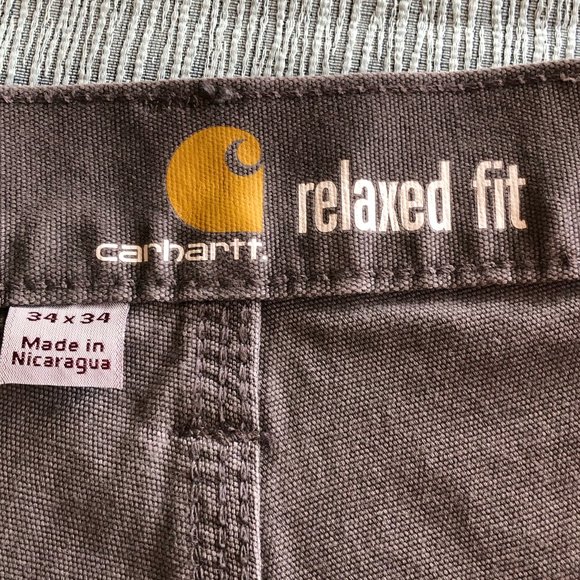 carhartt.
relaxed fit
34 x 34
Made in
Nicaragua